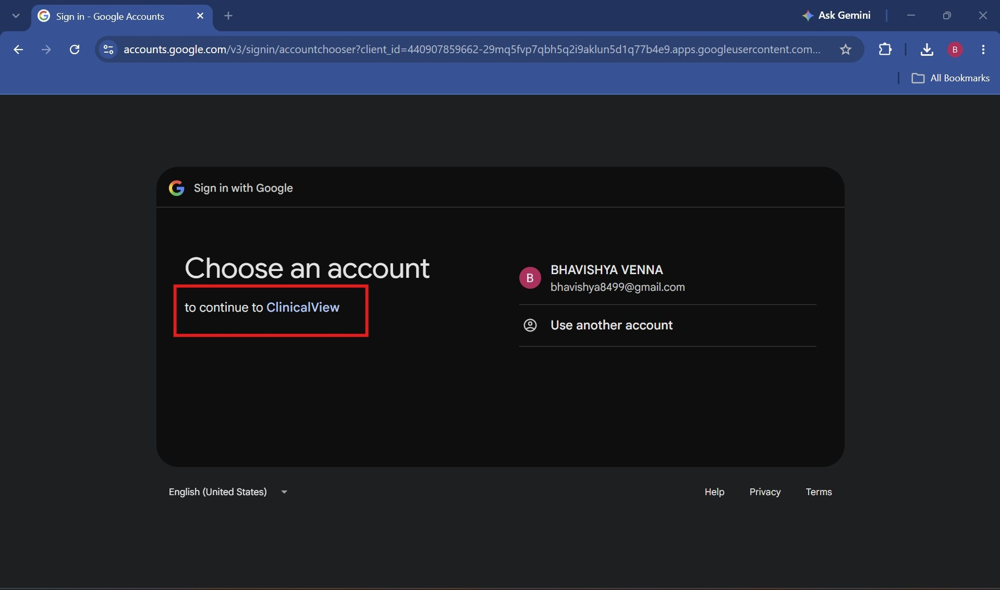 Sign in - Google Accounts
Ask Gemini
accounts.google.com/v3/signin/accountchooser?client_id=440907859662-29mq5fvp7qbh5q2i9aklun5d1q77b4e9.apps.googleusercontent.com...
B
All Bookmarks
Sign in with Google
Choose an account
to continue to ClinicalView
B
BHAVISHYA VENNA
bhavishya8499@gmail.com
Use another account
English (United States)
Help
Privacy
Terms